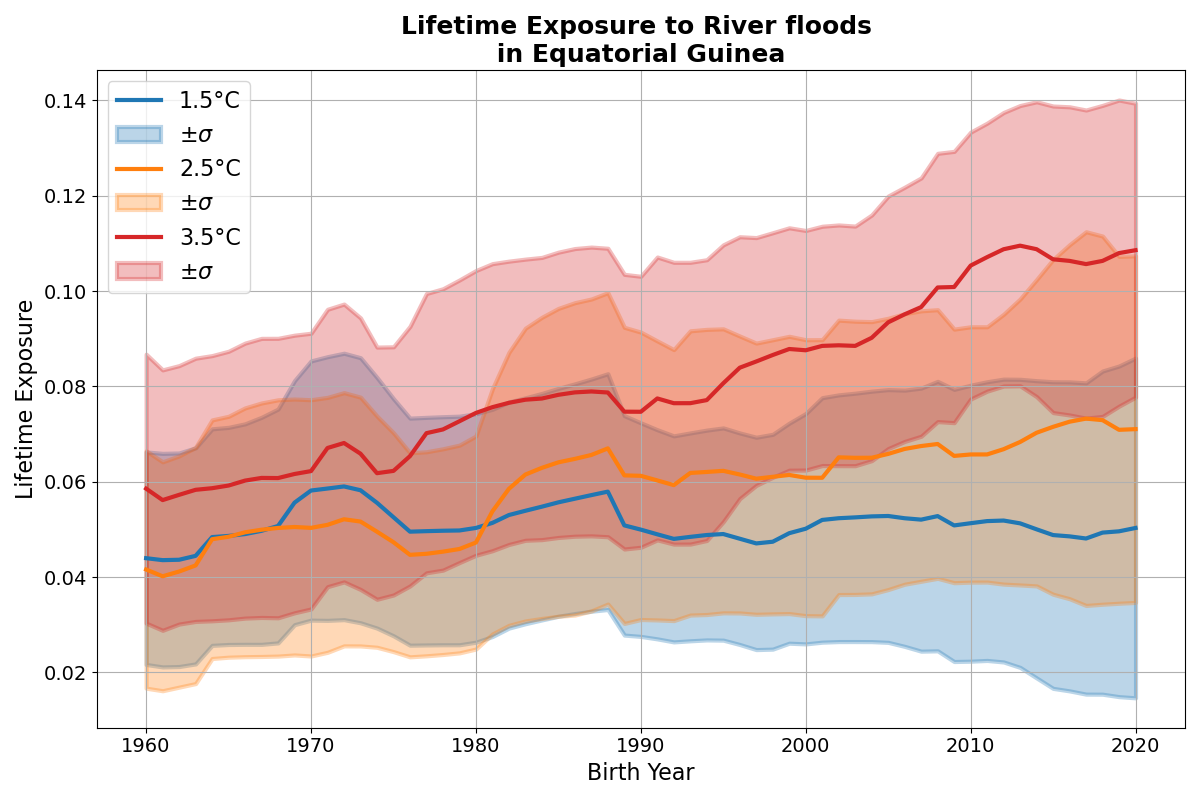 Lifetime Exposure to River floods
in Equatorial Guinea
1.5°C
±σ
2.5°C
±σ
3.5°C
±σ
Lifetime Exposure
0.14
0.12
0.10
0.08
0.06
0.04
0.02
1960 1970 1980 1990 2000 2010 2020
Birth Year